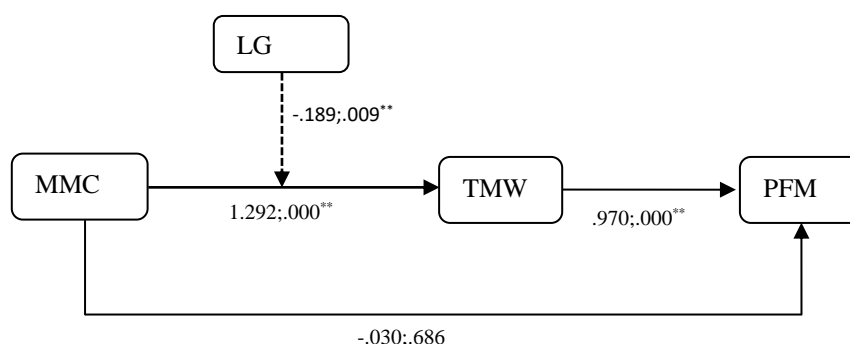 LG
-.189;.009**
MMC
TMW
PFM
1.292;.000**
.970;.000**
-.030;.686